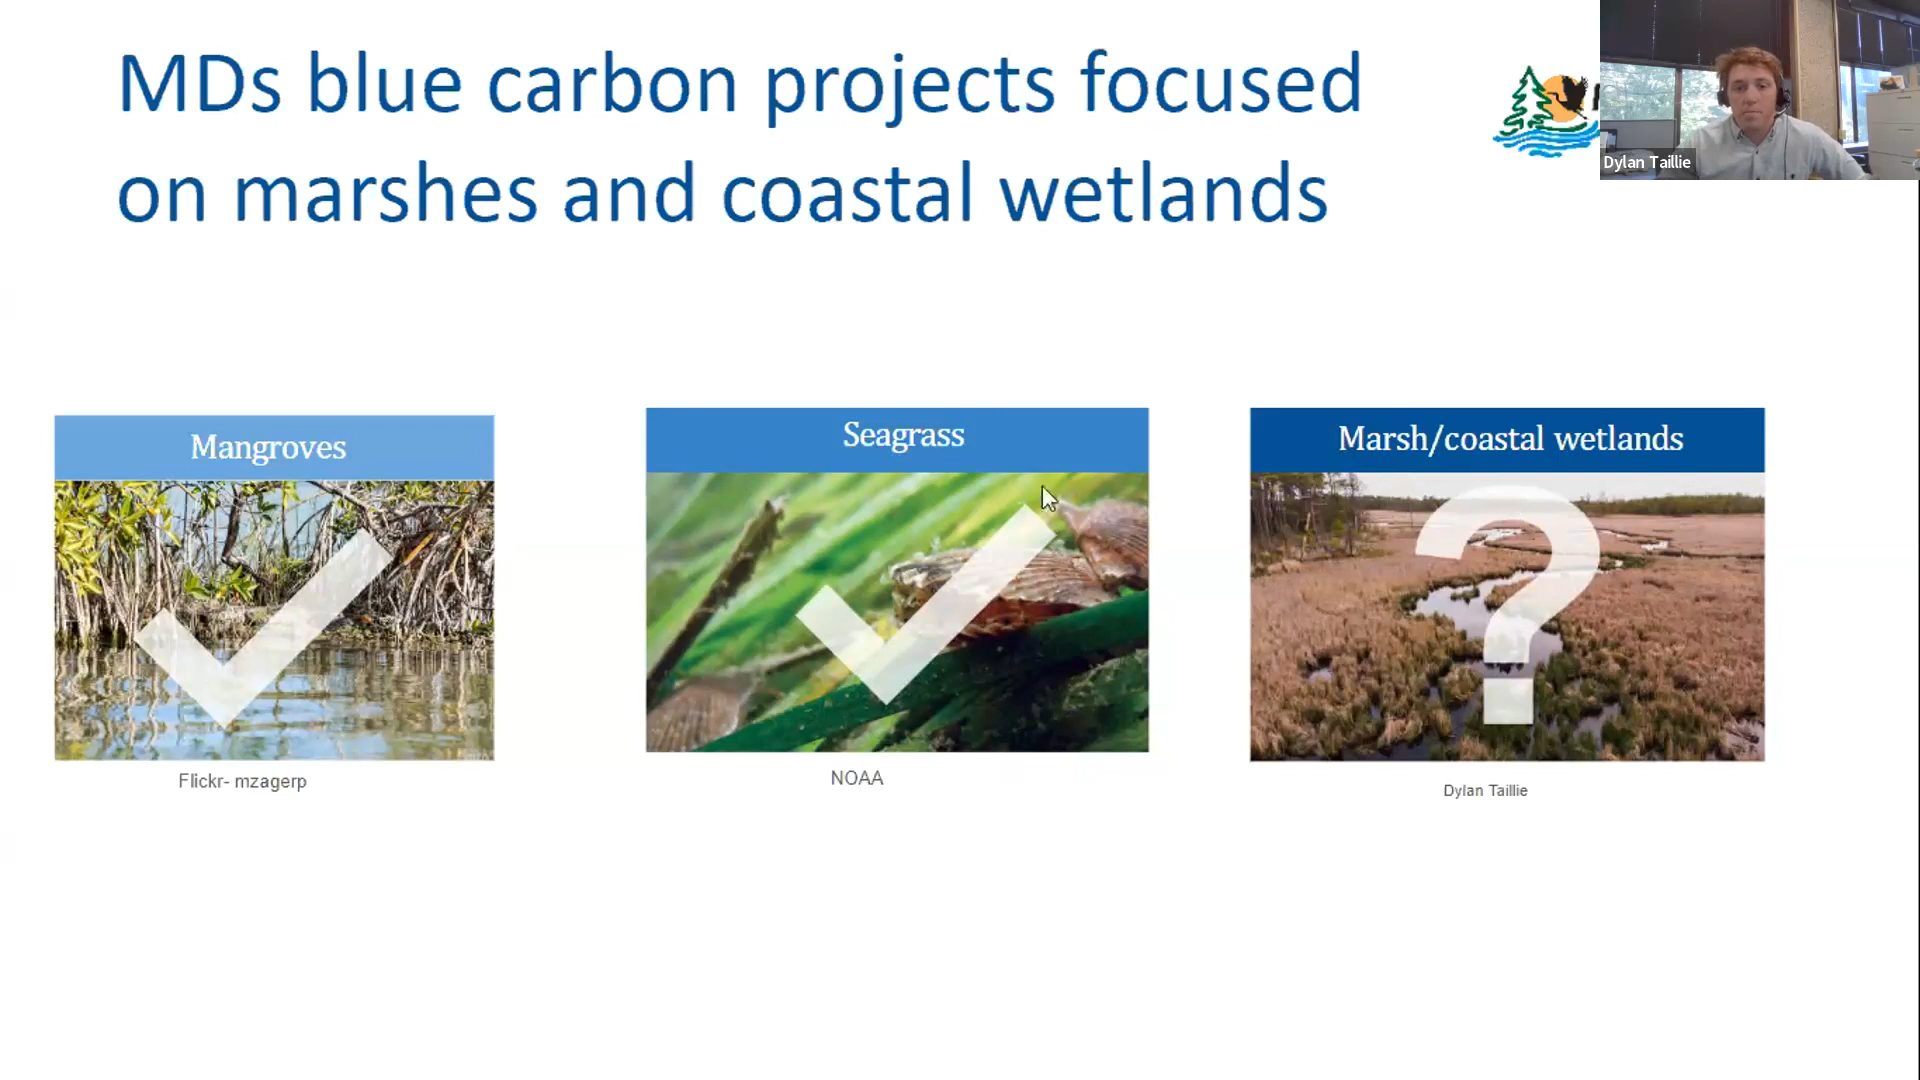 MDs blue carbon projects focused
on marshes and coastal wetlands
Dylan Taillie
Mangroves
Seagrass
Marsh/coastal wetlands
?
Flickr- mzagerp
NOAA
Dylan Taillie